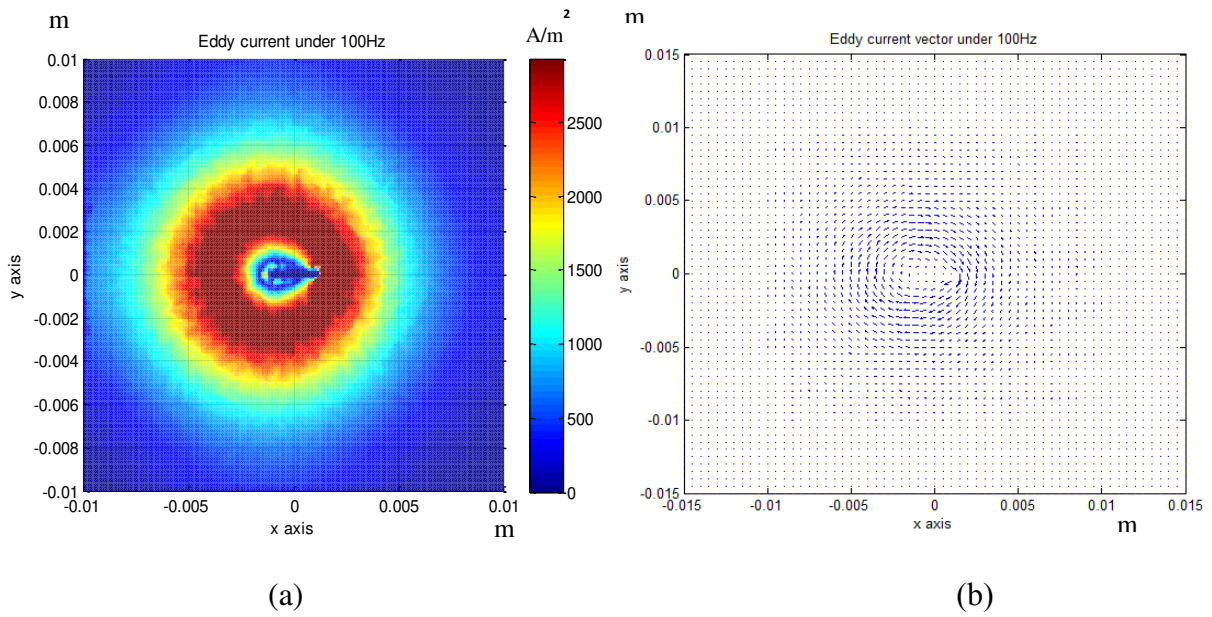 m
Eddy current under 100Hz
A/m²
0.01
0.008
0.006
0.004
0.002
0
-0.002
-0.004
-0.006
-0.008
-0.01
y axis
-0.01 -0.005 0 0.005 0.01
x axis
m
2500
2000
1500
1000
500
0
(a)
m
Eddy current vector under 100Hz
0.015
0.01
0.005
0
-0.005
-0.01
-0.015
y axis
-0.015 -0.01 -0.005 0 0.005 0.01 0.015
x axis
m
(b)